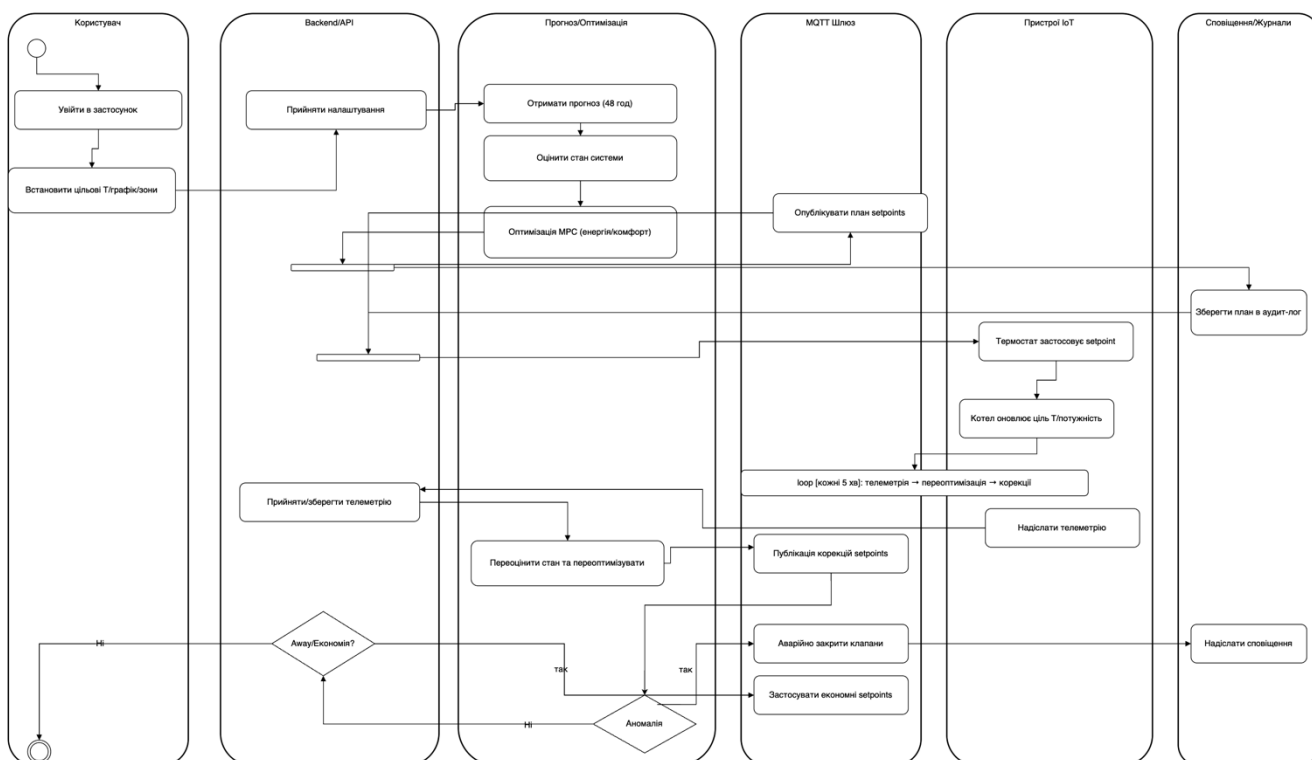 Користувач
Backend/API
Прогноз/Оптимізація
MQTT Шлюз
Пристрої IoT
Сповіщення/Журнали
Увійти в застосунок
Прийняти налаштування
Отримати прогноз (48 год)
Оцінити стан системи
Встановити цільові T/графік/зони
Опублікувати план setpoints
Оптимізація MPC (енергія/комфорт)
Зберегти план в аудит-лог
Термостат застосовує setpoint
Котел оновлює ціль T/потужність
loop [кожні 5 хв]: телеметрія → переоптимізація → корекції
Прийняти/зберегти телеметрію
Надіслати телеметрію
Переоцінити стан та переоптимізувати
Публікація корекцій setpoints
Ні
Away/Економія?
так
так
Аварійно закрити клапани
Надіслати сповіщення
Застосувати економні setpoints
Ні
Аномалія